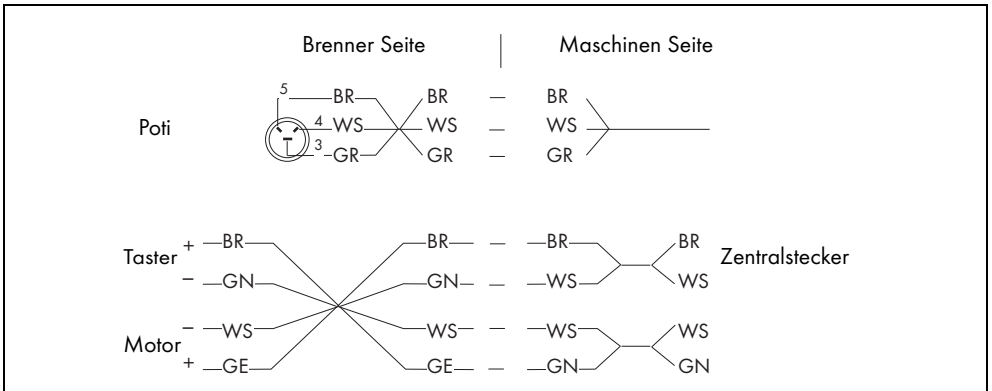 Brenner Seite | Maschinen Seite
Poti
5 BR BR — BR
4 WS WS — WS
3 GR GR — GR
Taster + BR BR — BR BR Zentralstecker
− GN GN — WS WS
Motor − WS WS — WS WS
+ GE GE — GN GN